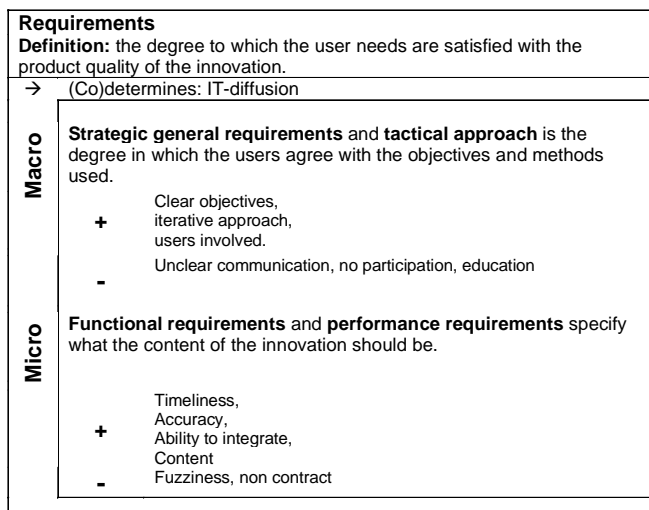 Requirements
Definition: the degree to which the user needs are satisfied with the
product quality of the innovation.
→ (Co)determines: IT-diffusion
Macro
Strategic general requirements and tactical approach is the
degree in which the users agree with the objectives and methods
used.
+
Clear objectives,
iterative approach,
users involved.
-
Unclear communication, no participation, education
Micro
Functional requirements and performance requirements specify
what the content of the innovation should be.
+
Timeliness,
Accuracy,
Ability to integrate,
Content
-
Fuzziness, non contract